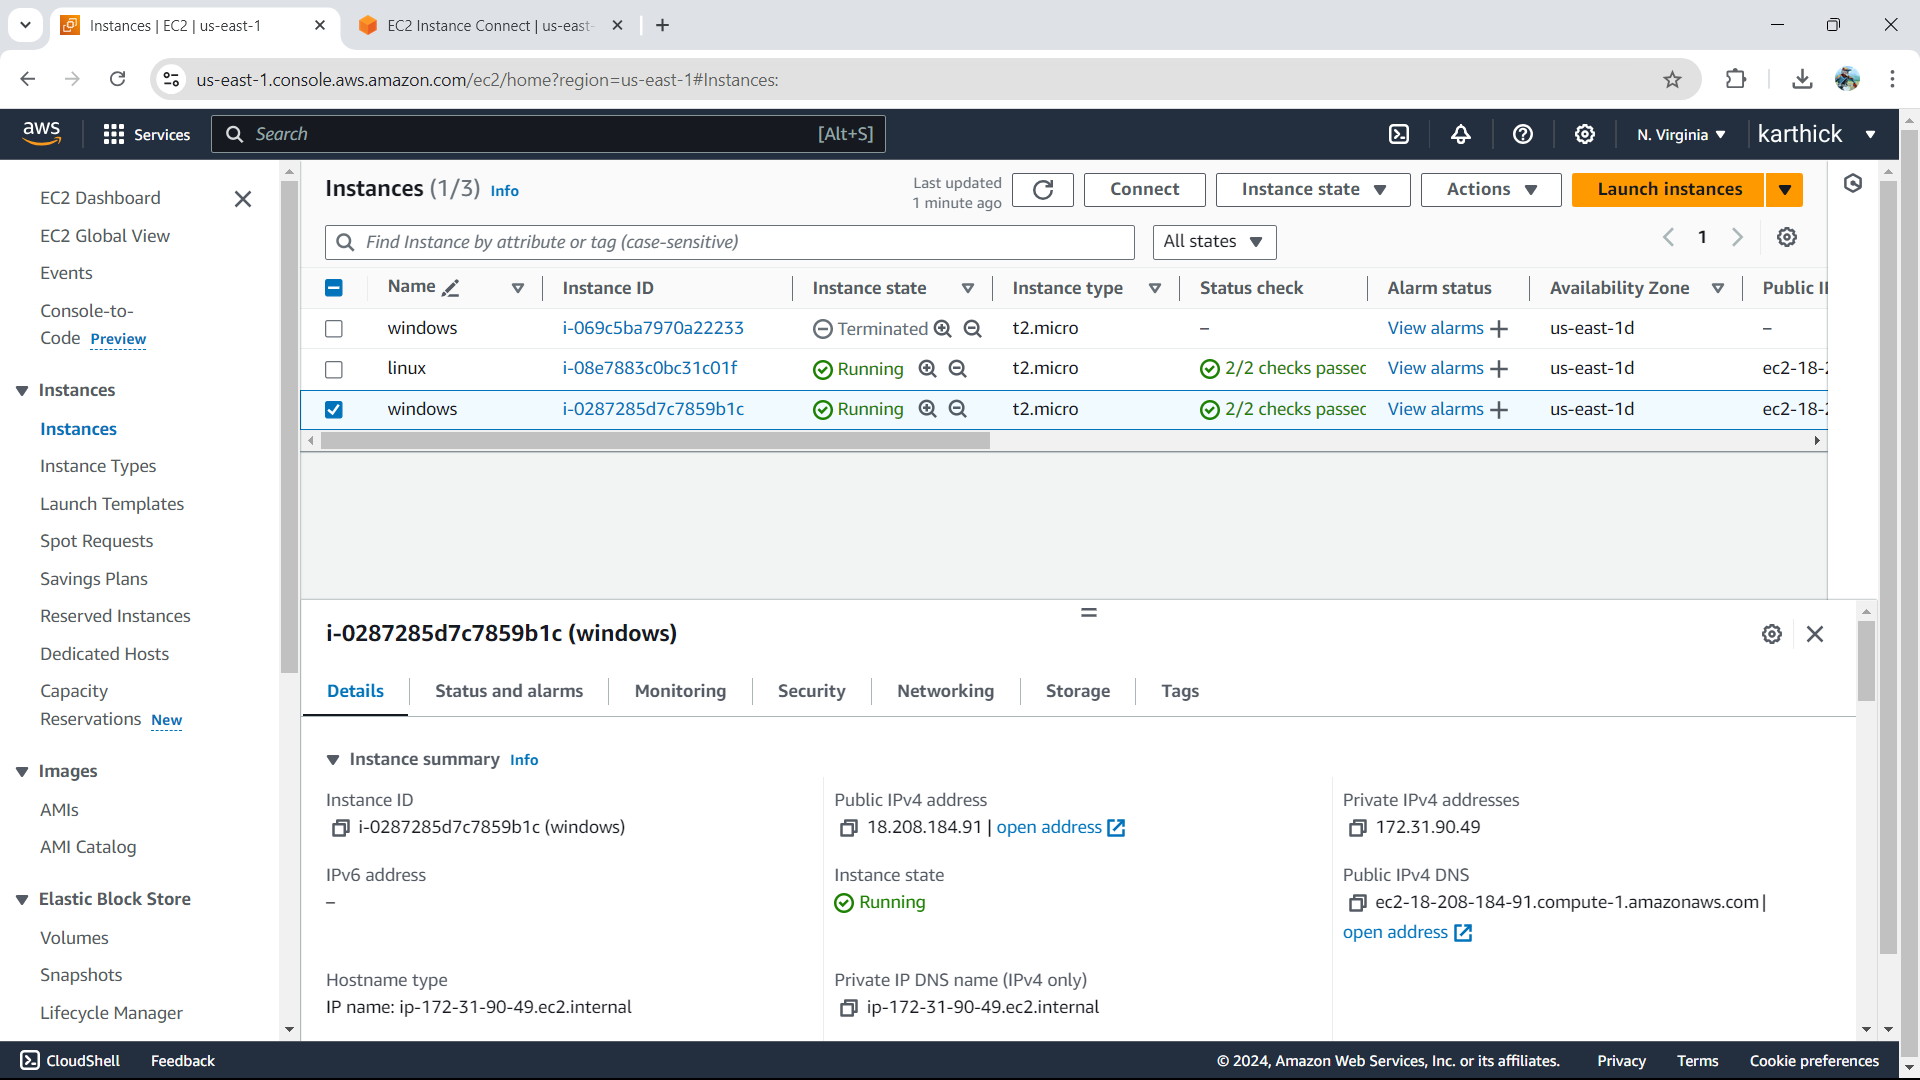 Instances | EC2 | us-east-1
EC2 Instance Connect | us-east-
us-east-1.console.aws.amazon.com/ec2/home?region=us-east-1#Instances:
aws
Services
Search
[Alt+S]
N. Virginia
karthick
EC2 Dashboard
EC2 Global View
Events
Console-to-
Code Preview
Instances
Instances
Instance Types
Launch Templates
Spot Requests
Savings Plans
Reserved Instances
Dedicated Hosts
Capacity
Reservations New
Images
AMIs
AMI Catalog
Elastic Block Store
Volumes
Snapshots
Lifecycle Manager
Instances (1/3) Info
Last updated
1 minute ago
Connect
Instance state
Actions
Launch instances
Find Instance by attribute or tag (case-sensitive)
All states
1
Name Instance ID Instance state Instance type Status check Alarm status Availability Zone Public I
windows i-069c5ba7970a22233 Terminated t2.micro – View alarms + us-east-1d –
linux i-08e7883c0bc31c01f Running t2.micro 2/2 checks passec View alarms + us-east-1d ec2-18-2
windows i-0287285d7c7859b1c Running t2.micro 2/2 checks passec View alarms + us-east-1d ec2-18-2
i-0287285d7c7859b1c (windows)
Details
Status and alarms
Monitoring
Security
Networking
Storage
Tags
Instance summary Info
Instance ID
i-0287285d7c7859b1c (windows)
Public IPv4 address
18.208.184.91 | open address
Private IPv4 addresses
172.31.90.49
IPv6 address
–
Instance state
Running
Public IPv4 DNS
ec2-18-208-184-91.compute-1.amazonaws.com |
open address
Hostname type
IP name: ip-172-31-90-49.ec2.internal
Private IP DNS name (IPv4 only)
ip-172-31-90-49.ec2.internal
CloudShell
Feedback
© 2024, Amazon Web Services, Inc. or its affiliates.
Privacy
Terms
Cookie preferences